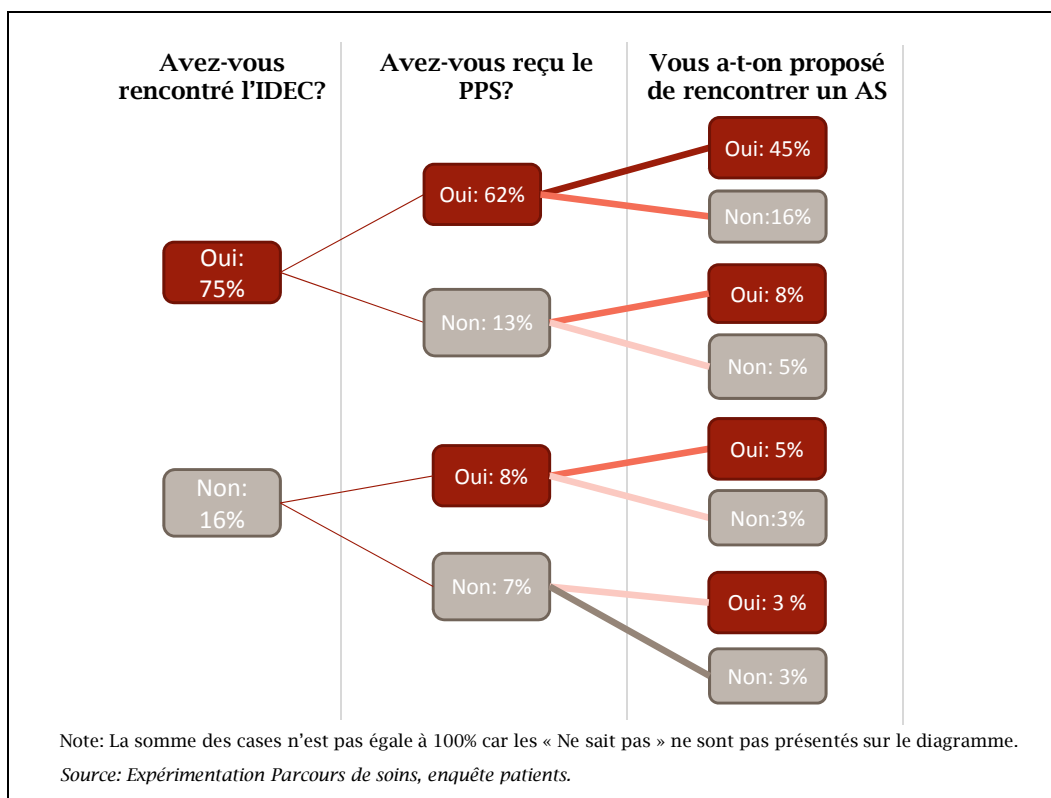 Avez-vous
rencontré l'IDEC?
Avez-vous reçu le
PPS?
Vous a-t-on proposé
de rencontrer un AS
Oui:
75%
Non:
16%
Oui: 62%
Non: 13%
Oui: 8%
Non: 7%
Oui: 45%
Non:16%
Oui: 8%
Non: 5%
Oui: 5%
Non:3%
Oui: 3 %
Non: 3%
Note: La somme des cases n'est pas égale à 100% car les « Ne sait pas » ne sont pas présentés sur le diagramme.
Source: Expérimentation Parcours de soins, enquête patients.